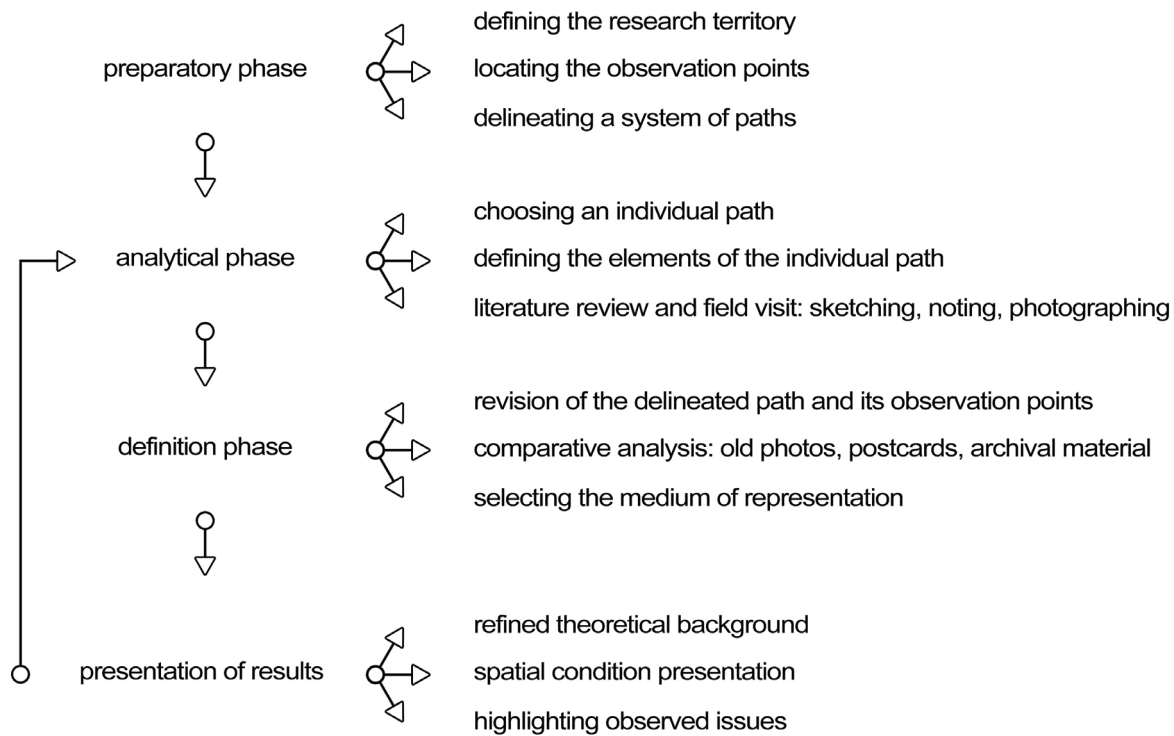 defining the research territory
preparatory phase
locating the observation points
delineating a system of paths
choosing an individual path
analytical phase
defining the elements of the individual path
literature review and field visit: sketching, noting, photographing
revision of the delineated path and its observation points
definition phase
comparative analysis: old photos, postcards, archival material
selecting the medium of representation
refined theoretical background
presentation of results
spatial condition presentation
highlighting observed issues